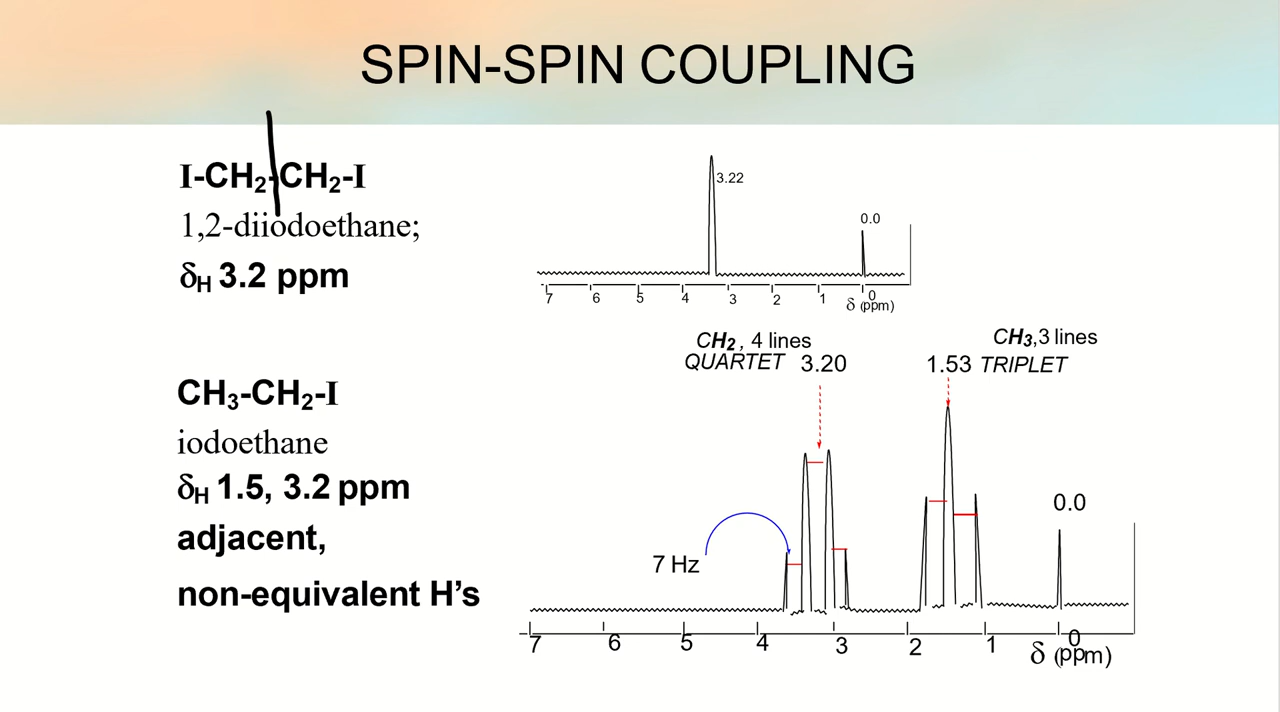 SPIN-SPIN COUPLING
I-CH₂-CH₂-I
1,2-diiodoethane;
δH 3.2 ppm
3.22
0.0
7 6 5 4 3 2 1 0
δ (ppm)
CH₃-CH₂-I
iodoethane
δH 1.5, 3.2 ppm
adjacent,
non-equivalent H’s
CH₂ , 4 lines
QUARTET 3.20
CH₃,3 lines
1.53 TRIPLET
7 Hz
0.0
7 6 5 4 3 2 1 0
δ (ppm)